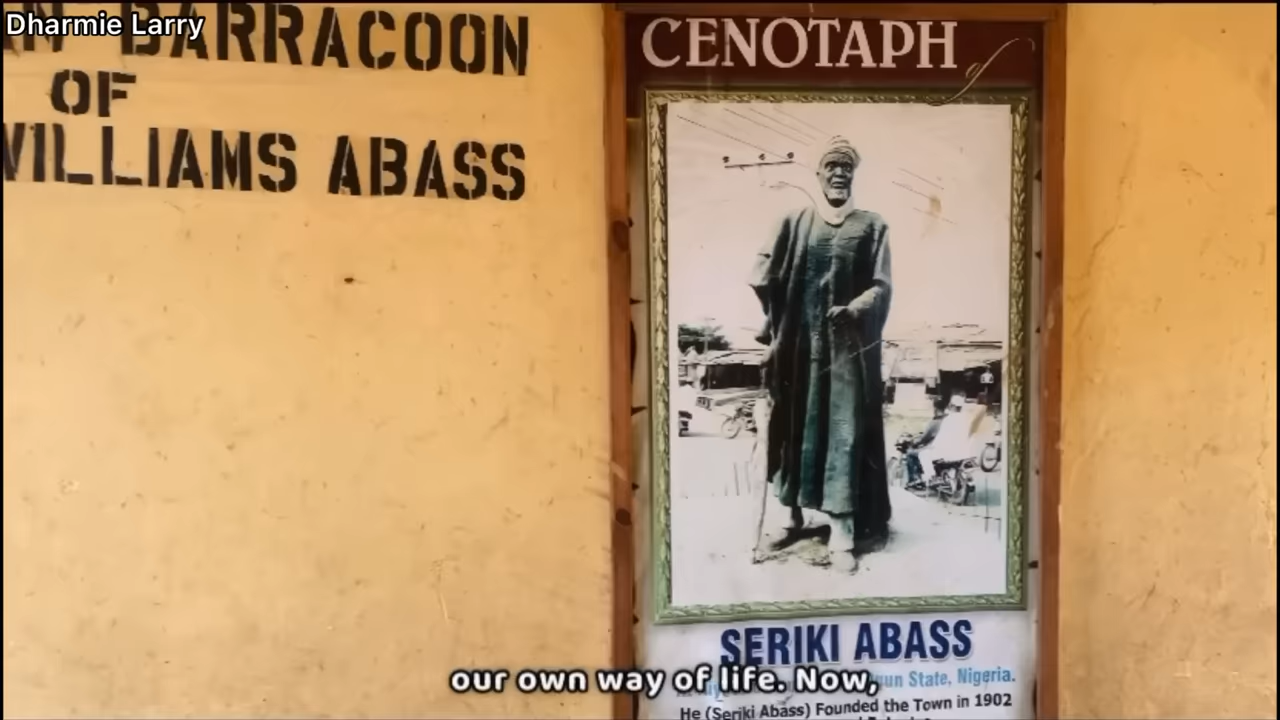 Dharmie Larry
BARRACOON
OF
WILLIAMS ABASS
CENOTAPH
of
SERIKI ABASS
State, Nigeria.
He (Seriki Abass) Founded the Town in 1902
our own way of life. Now,